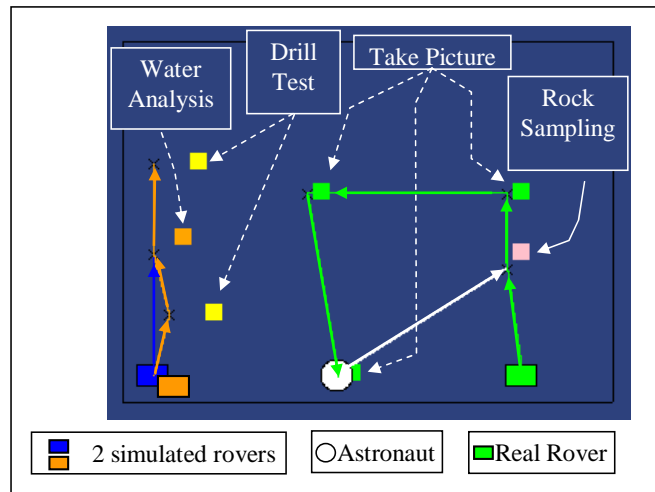 Water
Analysis
Drill
Test
Take Picture
Rock
Sampling
2 simulated rovers
Astronaut
Real Rover